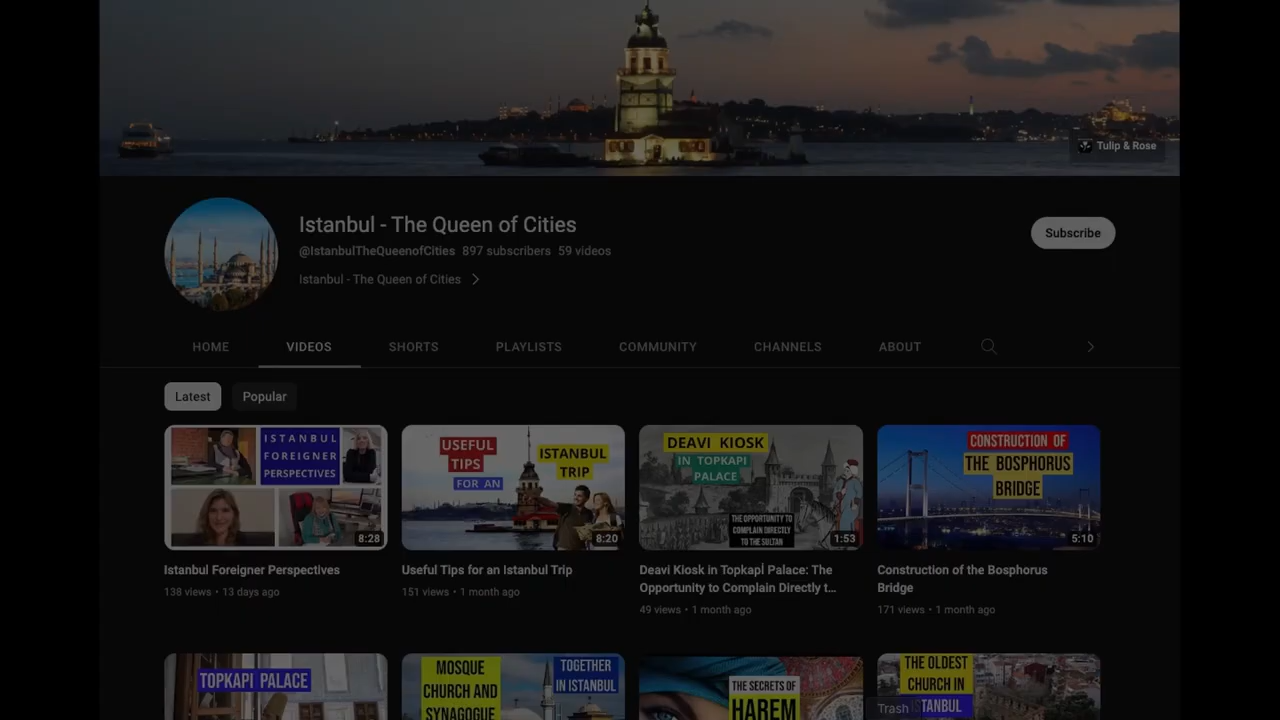 Tulip & Rose
Istanbul - The Queen of Cities
Subscribe
@IstanbulTheQueenofCities 897 subscribers 59 videos
Istanbul - The Queen of Cities
HOME VIDEOS SHORTS PLAYLISTS COMMUNITY CHANNELS ABOUT
Latest Popular
ISTANBUL
FOREIGNER
PERSPECTIVES
8:28
USEFUL
TIPS
FOR AN
ISTANBUL
TRIP
8:20
DEAVI KIOSK
IN TOPKAPI
PALACE
THE OPPORTUNITY TO
COMPLAIN DIRECTLY
TO THE SULTAN
1:53
CONSTRUCTION OF
THE BOSPHORUS
BRIDGE
5:10
Istanbul Foreigner Perspectives
138 views • 13 days ago
Useful Tips for an Istanbul Trip
151 views • 1 month ago
Deavi Kiosk in Topkapİ Palace: The
Opportunity to Complain Directly t...
49 views • 1 month ago
Construction of the Bosphorus
Bridge
171 views • 1 month ago
TOPKAPI PALACE
MOSQUE
CHURCH AND
SYNAGOGUE
TOGETHER
IN ISTANBUL
THE SECRETS OF
HAREM
THE OLDEST
CHURCH IN
ISTANBUL
Trash